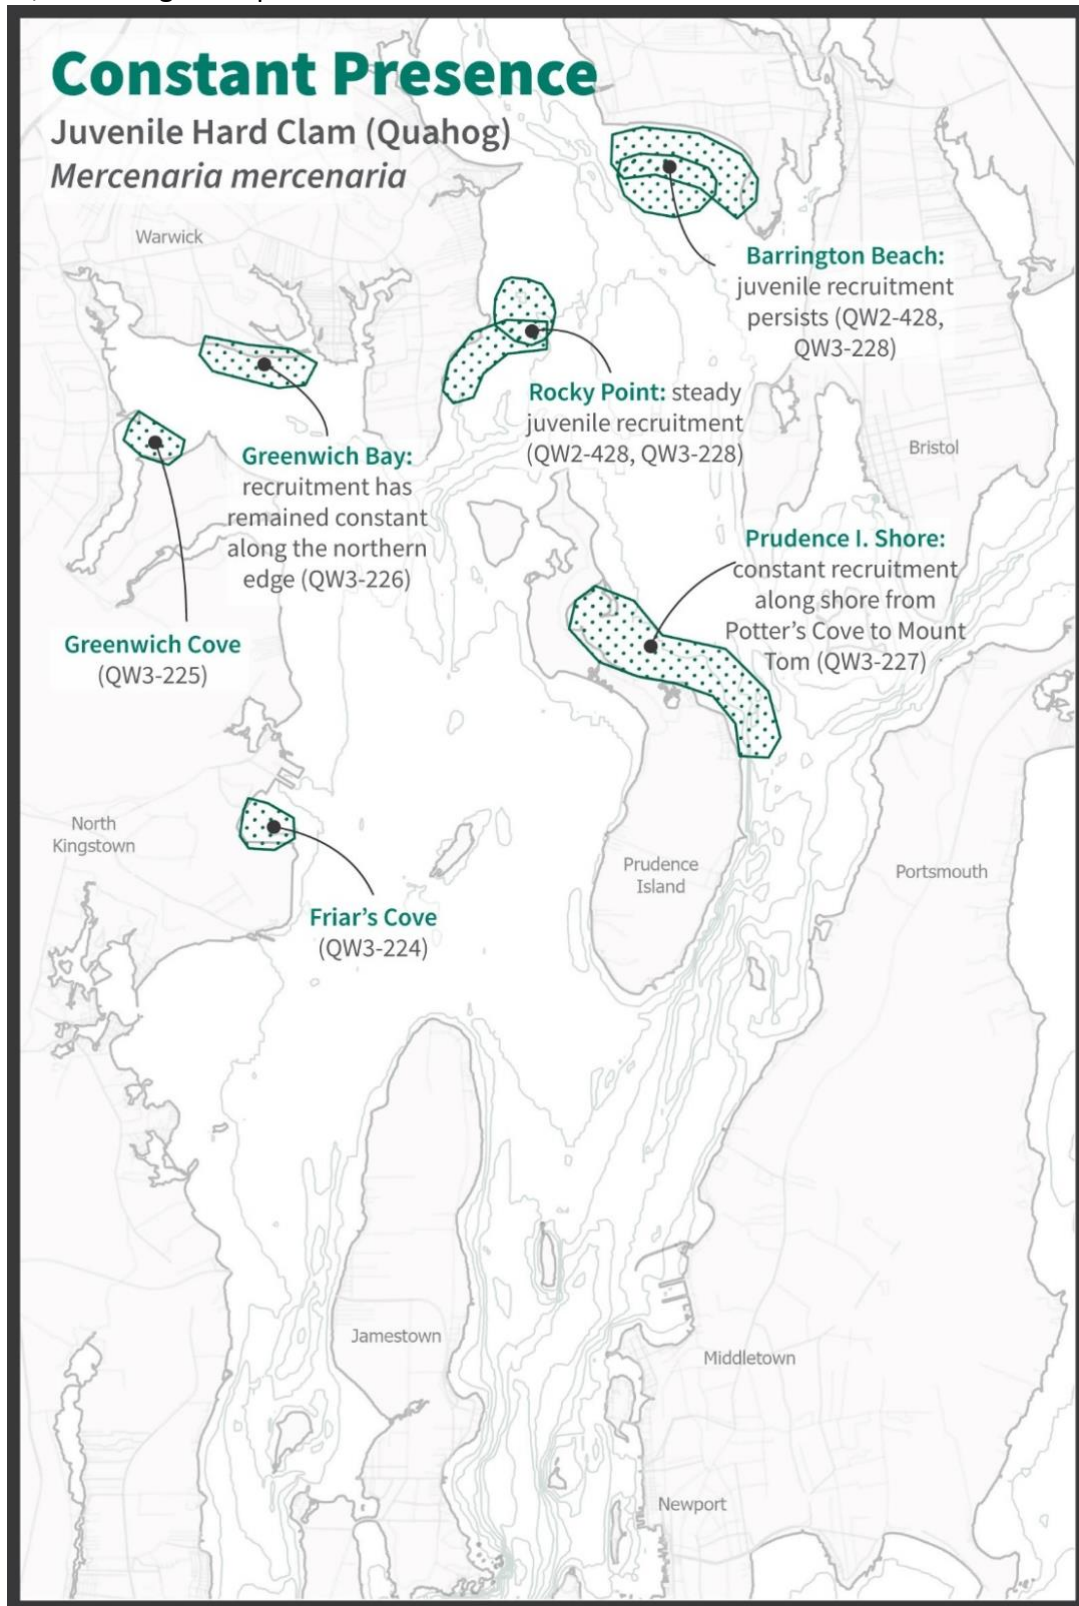 Constant Presence
Juvenile Hard Clam (Quahog)
Mercenaria mercenaria
Warwick
Barrington Beach:
juvenile recruitment
persists (QW2-428,
QW3-228)
Rocky Point: steady
juvenile recruitment
(QW2-428, QW3-228)
Bristol
Greenwich Bay:
recruitment has
remained constant
along the northern
edge (QW3-226)
Prudence I. Shore:
constant recruitment
along shore from
Potter's Cove to Mount
Tom (QW3-227)
Greenwich Cove
(QW3-225)
North
Kingstown
Prudence
Island
Portsmouth
Friar's Cove
(QW3-224)
Jamestown
Middletown
Newport